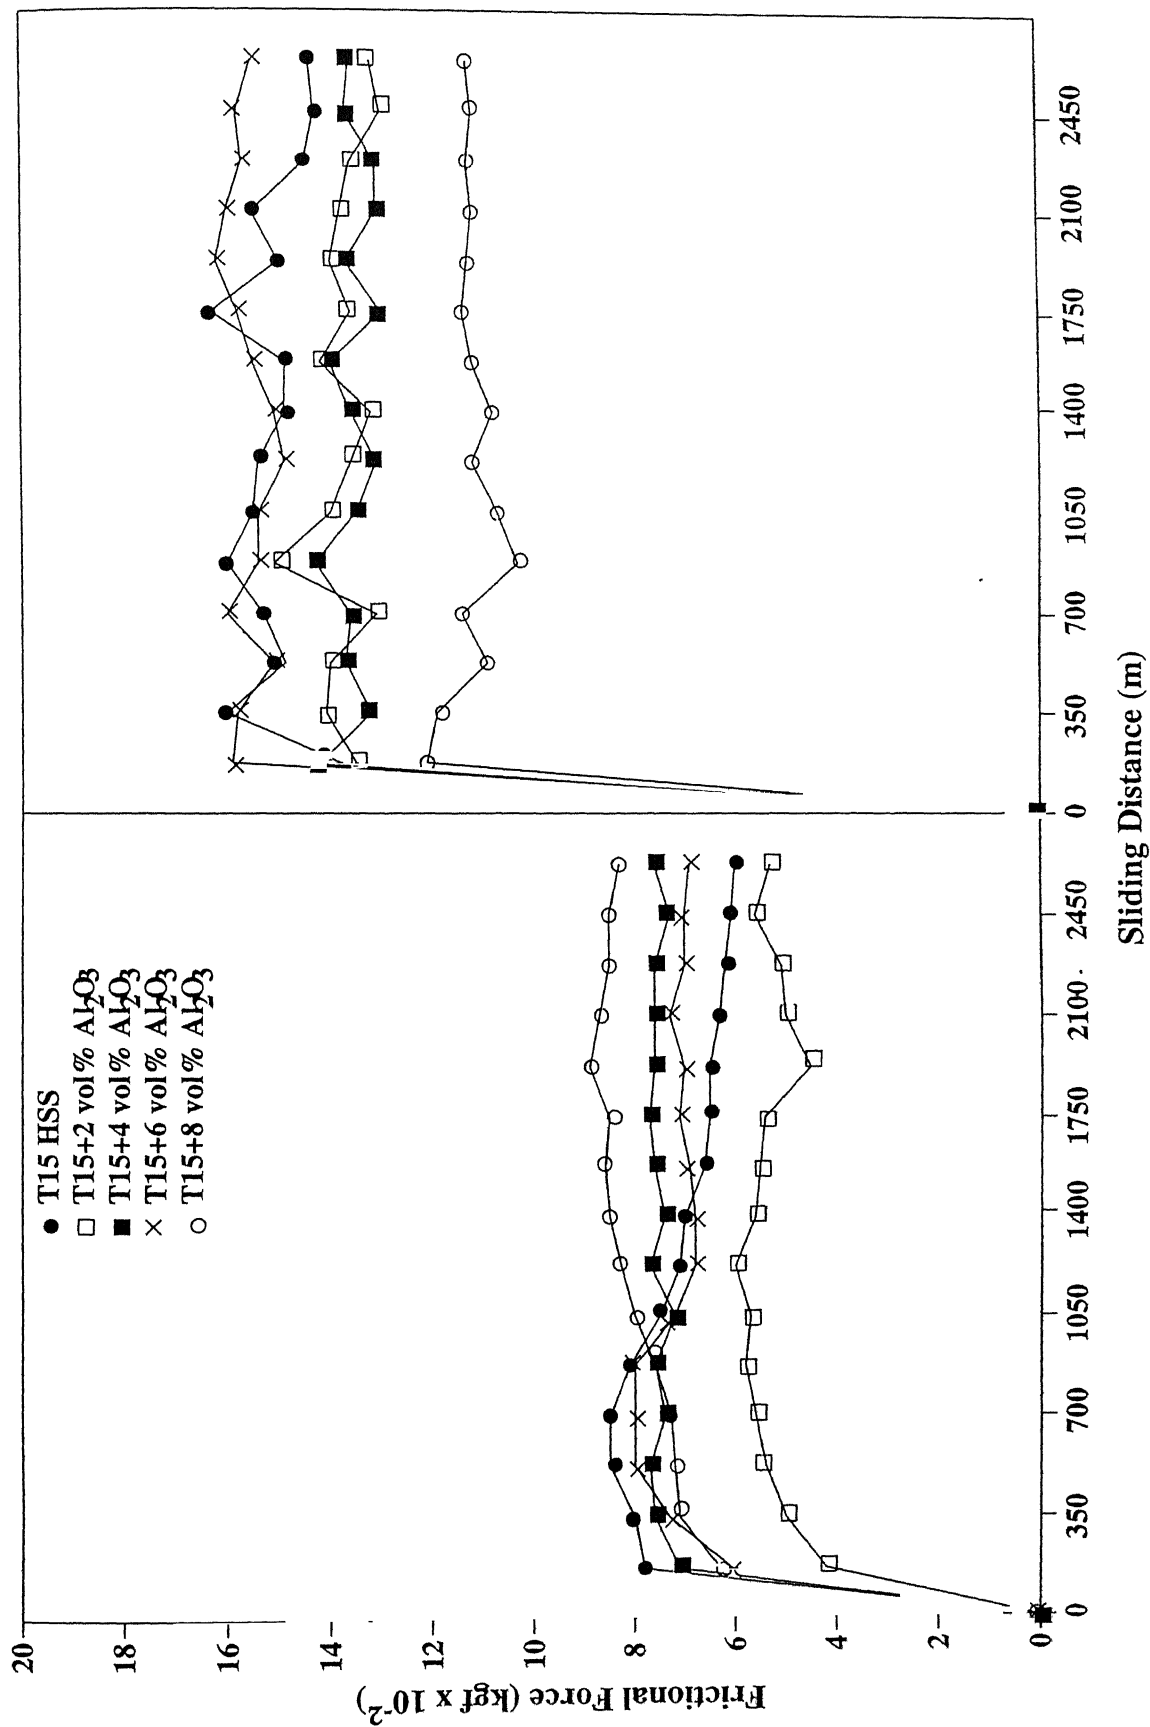 T15 HSS
T15+2 vol% Al2O3
T15+4 vol% Al2O3
T15+6 vol% Al2O3
T15+8 vol% Al2O3
Frictional Force (kgf x 10-2)
20
18
16
14
12
10
8
6
4
2
0
0 350 700 1050 1400 1750 2100 2450 0 350 700 1050 1400 1750 2100 2450
Sliding Distance (m)